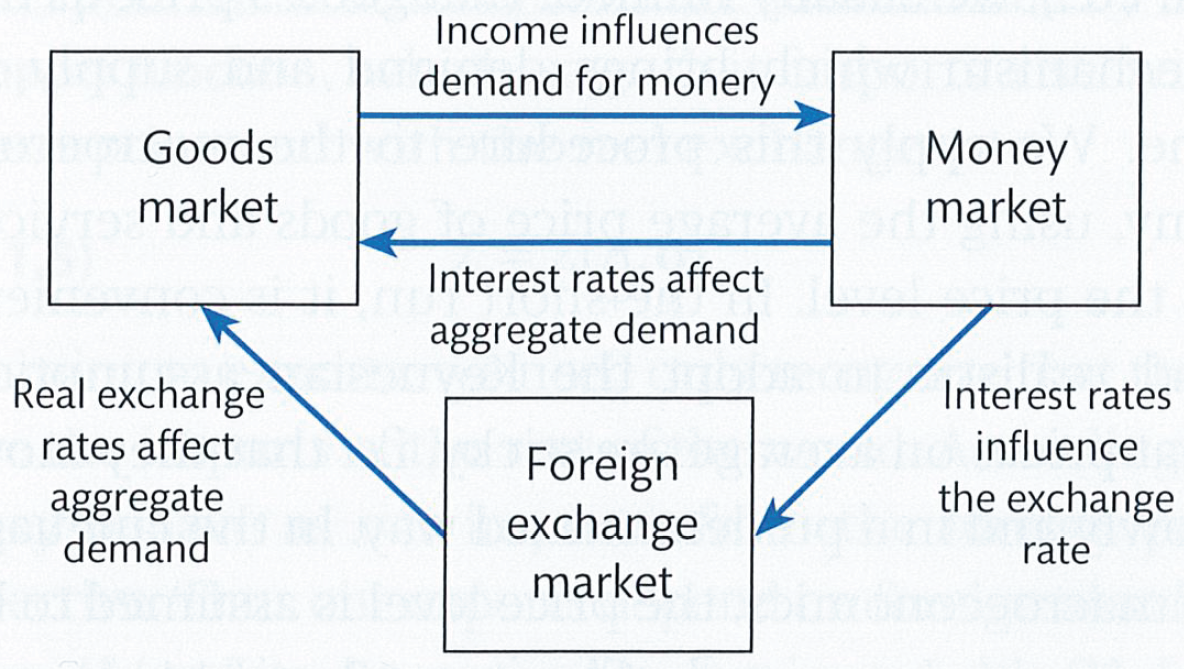 Income influences
demand for monery
Goods
market
Money
market
Interest rates affect
aggregate demand
Real exchange
rates affect
aggregate
demand
Foreign
exchange
market
Interest rates
influence
the exchange
rate